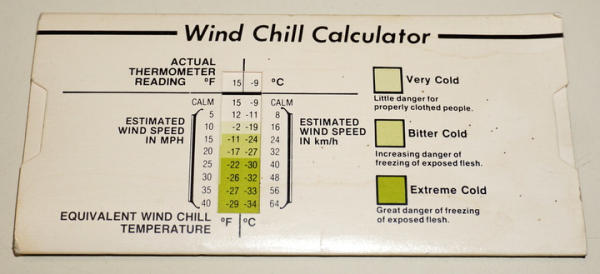 Wind Chill Calculator
ACTUAL
THERMOMETER
READING °F 15 -9 °C
CALM 15 -9 CALM
5 12 -11 8
10 -2 -19 16
15 -11 -24 24
20 -17 -27 32
25 -22 -30 40
30 -26 -32 48
35 -27 -33 56
40 -29 -34 64
ESTIMATED
WIND SPEED
IN MPH
ESTIMATED
WIND SPEED
IN km/h
EQUIVALENT WIND CHILL
TEMPERATURE
°F °C
Very Cold
Little danger for
properly clothed people.
Bitter Cold
Increasing danger of
freezing of exposed flesh.
Extreme Cold
Great danger of freezing
of exposed flesh.